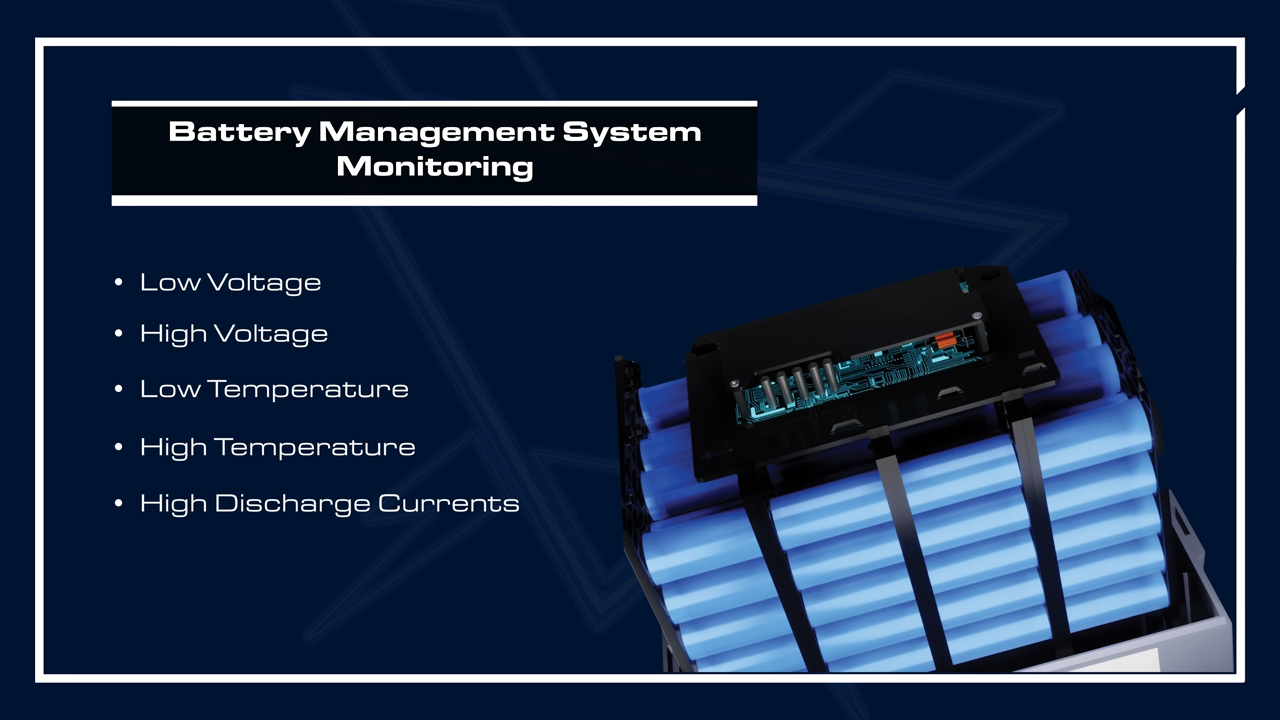 Battery Management System
Monitoring
• Low Voltage
• High Voltage
• Low Temperature
• High Temperature
• High Discharge Currents